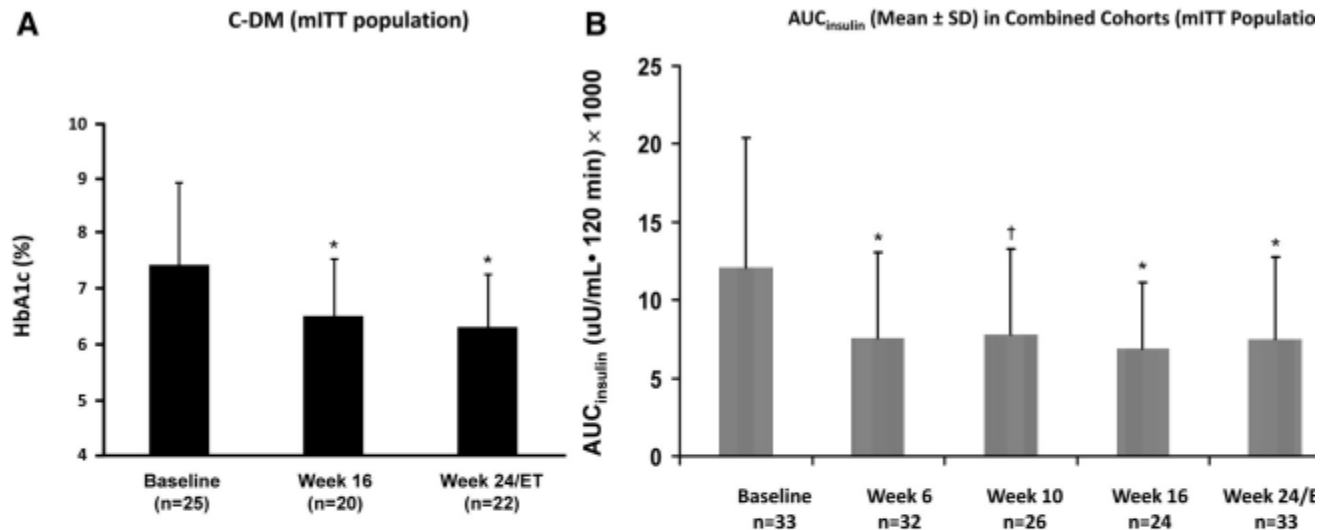 A
C-DM (mITT population)
HbA1c (%)
10
9
8
7
6
5
4
*
*
Baseline
(n=25)
Week 16
(n=20)
Week 24/ET
(n=22)
B
AUCinsulin (Mean ± SD) in Combined Cohorts (mITT Populatio
AUCinsulin (uU/mL• 120 min) × 1000
25
20
15
10
5
0
*
†
*
*
Baseline
n=33
Week 6
n=32
Week 10
n=26
Week 16
n=24
Week 24/E
n=33